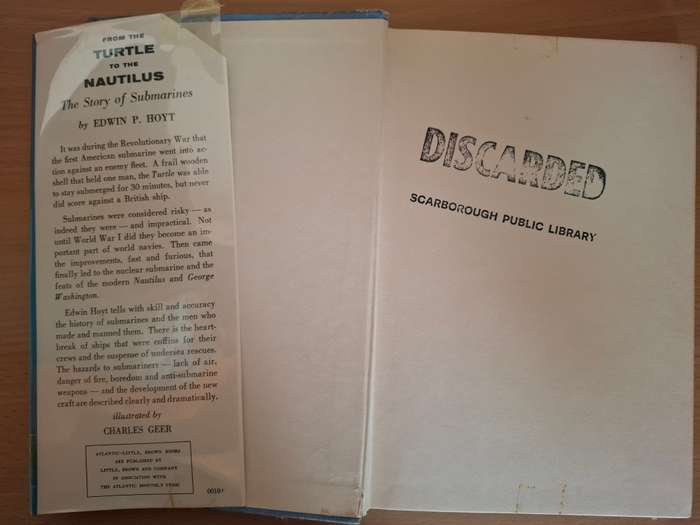 FROM THE
TURTLE
TO THE
NAUTILUS
The Story of Submarines
by EDWIN P. HOYT
It was during the Revolutionary War that
the first American submarine went into ac-
tion against an enemy fleet. A frail wooden
shell that held one man, the Turtle was able
to stay submerged for 30 minutes, but never
did score against a British ship.
Submarines were considered risky — as
indeed they were — and impractical. Not
until World War I did they become an im-
portant part of world navies. Then came
the improvements, fast and furious, that
finally led to the nuclear submarine and the
feats of the modern Nautilus and George
Washington.
Edwin Hoyt tells with skill and accuracy
the history of submarines and the men who
made and manned them. There is the heart-
break of ships that were coffins for their
crews and the suspense of undersea rescues.
The hazards to submariners — lack of air,
danger of fire, boredom and anti-submarine
weapons — and the development of the new
craft are described clearly and dramatically.
illustrated by
CHARLES GEER
ATLANTIC-LITTLE, BROWN BOOKS
ARE PUBLISHED BY
LITTLE, BROWN AND COMPANY
IN ASSOCIATION WITH
THE ATLANTIC MONTHLY PRESS
DISCARDED
SCARBOROUGH PUBLIC LIBRARY